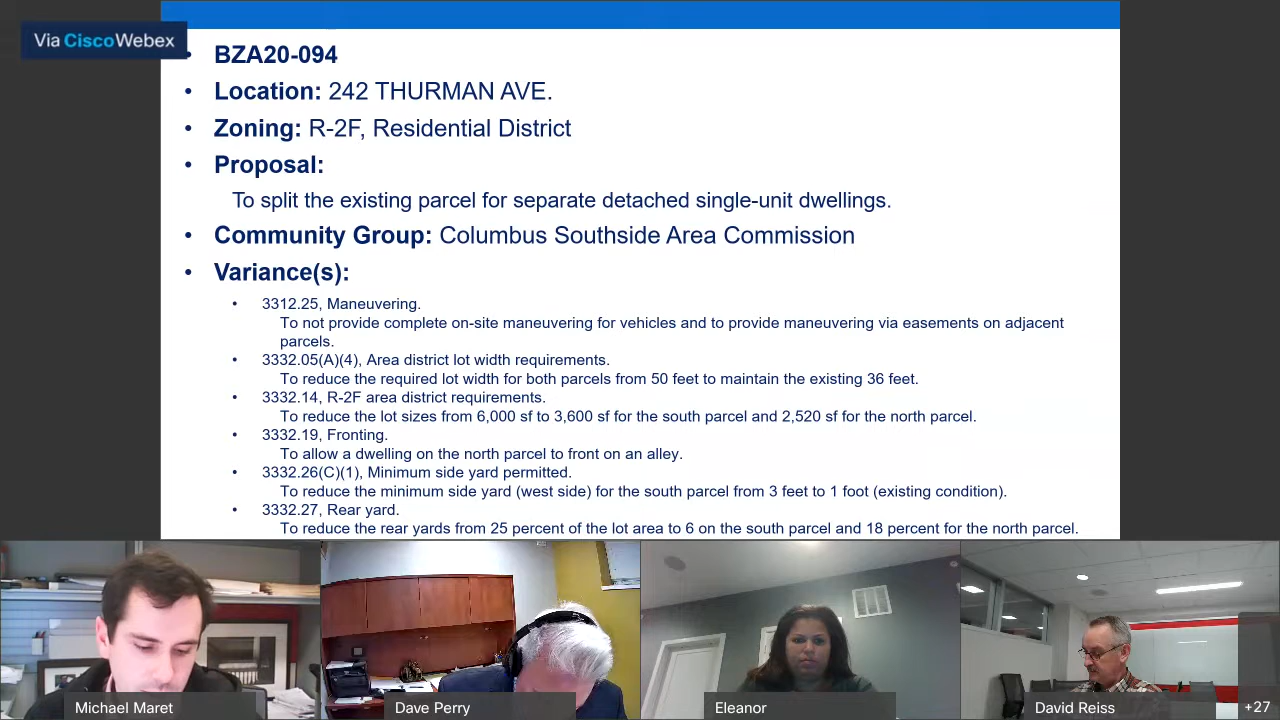 Via Cisco Webex
• BZA20-094
• Location: 242 THURMAN AVE.
• Zoning: R-2F, Residential District
• Proposal:
To split the existing parcel for separate detached single-unit dwellings.
• Community Group: Columbus Southside Area Commission
• Variance(s):
• 3312.25, Maneuvering.
To not provide complete on-site maneuvering for vehicles and to provide maneuvering via easements on adjacent
parcels.
• 3332.05(A)(4), Area district lot width requirements.
To reduce the required lot width for both parcels from 50 feet to maintain the existing 36 feet.
• 3332.14, R-2F area district requirements.
To reduce the lot sizes from 6,000 sf to 3,600 sf for the south parcel and 2,520 sf for the north parcel.
• 3332.19, Fronting.
To allow a dwelling on the north parcel to front on an alley.
• 3332.26(C)(1), Minimum side yard permitted.
To reduce the minimum side yard (west side) for the south parcel from 3 feet to 1 foot (existing condition).
• 3332.27, Rear yard.
To reduce the rear yards from 25 percent of the lot area to 6 on the south parcel and 18 percent for the north parcel.
Michael Maret
Dave Perry
Eleanor
David Reiss
+27